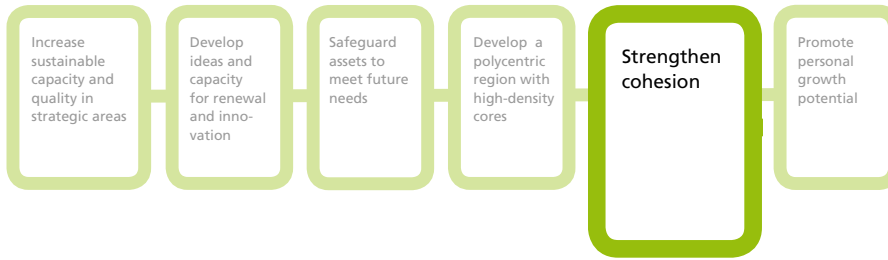 Increase
sustainable
capacity and
quality in
strategic areas
Develop
ideas and
capacity
for renewal
and inno-
vation
Safeguard
assets to
meet future
needs
Develop a
polycentric
region with
high-density
cores
Strengthen
cohesion
Promote
personal
growth
potential